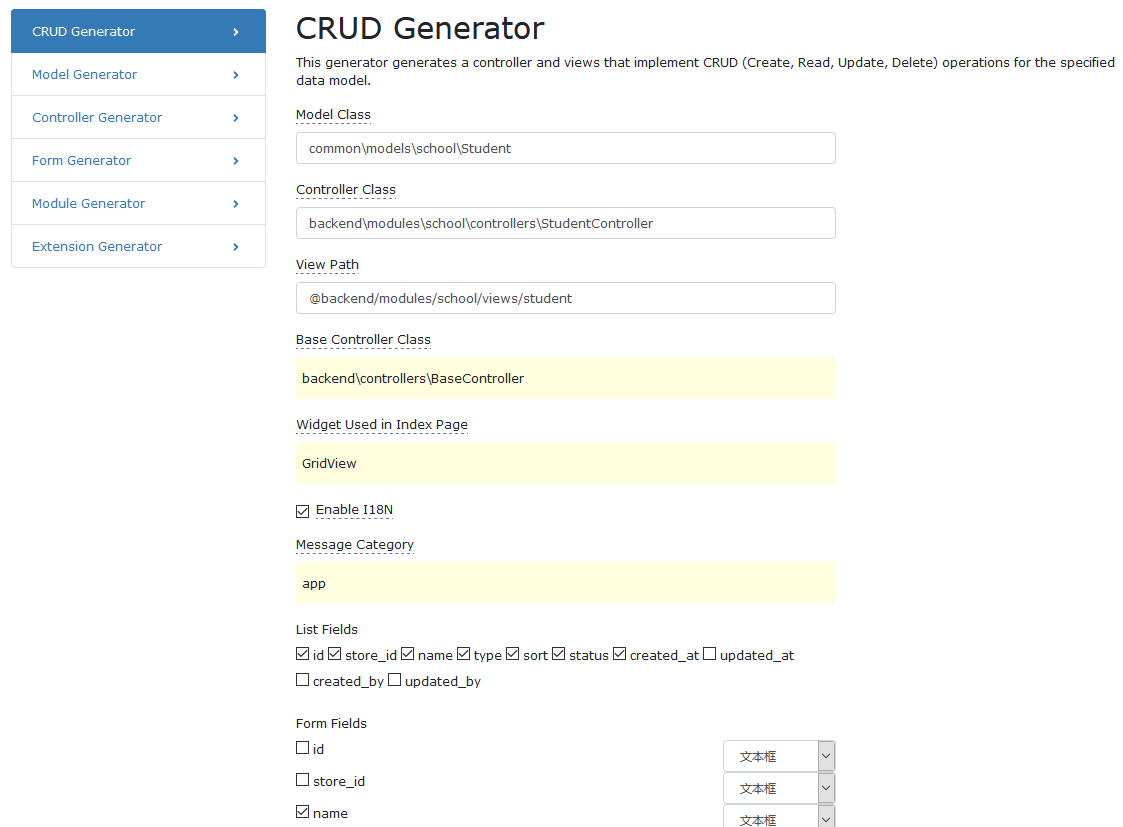 CRUD Generator
Model Generator
Controller Generator
Form Generator
Module Generator
Extension Generator
CRUD Generator
This generator generates a controller and views that implement CRUD (Create, Read, Update, Delete) operations for the specified
data model.
Model Class
common\models\school\Student
Controller Class
backend\modules\school\controllers\StudentController
View Path
@backend/modules/school/views/student
Base Controller Class
backend\controllers\BaseController
Widget Used in Index Page
GridView
Enable I18N
Message Category
app
List Fields
id store_id name type sort status created_at updated_at
created_by updated_by
Form Fields
id 文本框
store_id 文本框
name 文本框